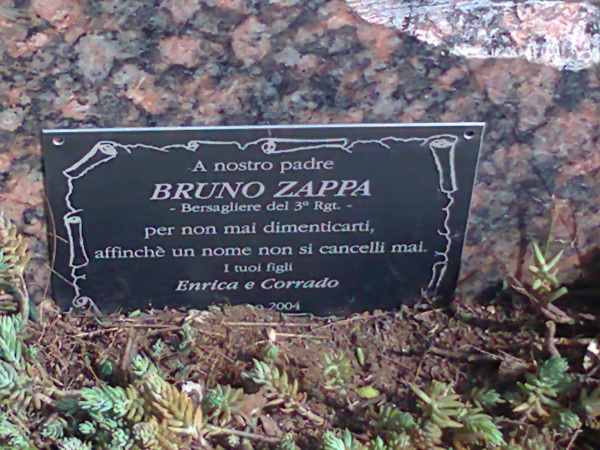 A nostro padre
BRUNO ZAPPA
- Bersagliere del 3° Rgt. -
per non mai dimenticarti,
affinchè un nome non si cancelli mai.
I tuoi figli
Enrica e Corrado
2004